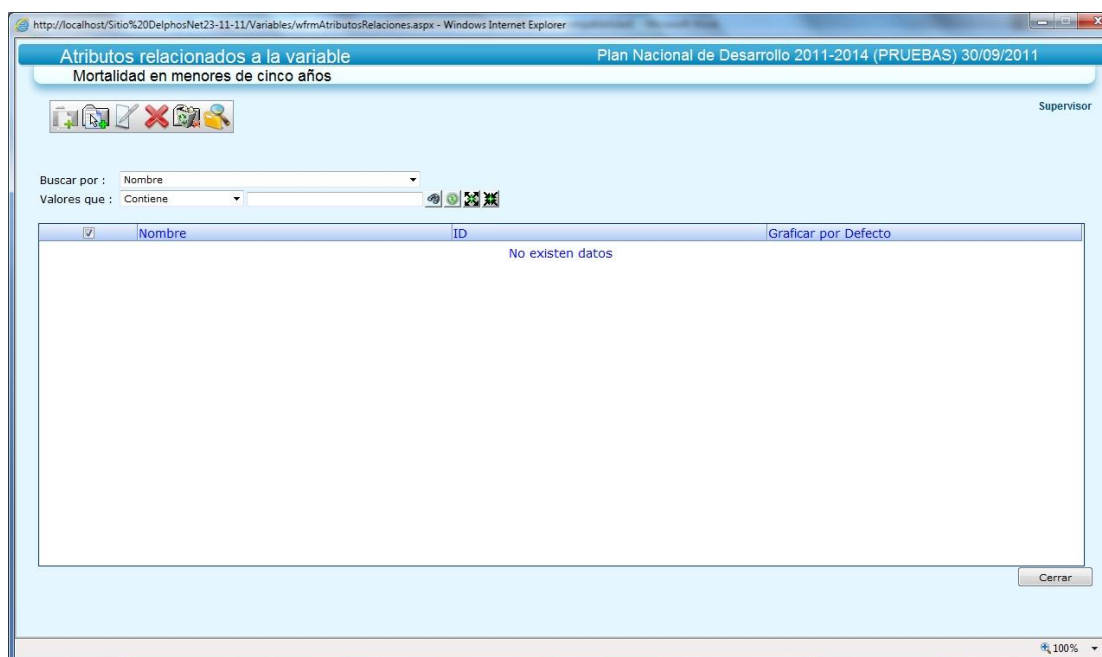 http://localhost/Sitio%20DelphosNet23-11-11/Variables/wfrmAtributosRelaciones.aspx - Windows Internet Explorer
Atributos relacionados a la variable
Plan Nacional de Desarrollo 2011-2014 (PRUEBAS) 30/09/2011
Mortalidad en menores de cinco años
Supervisor
Buscar por : Nombre
Valores que : Contiene
Nombre ID Graficar por Defecto
No existen datos
Cerrar
100%